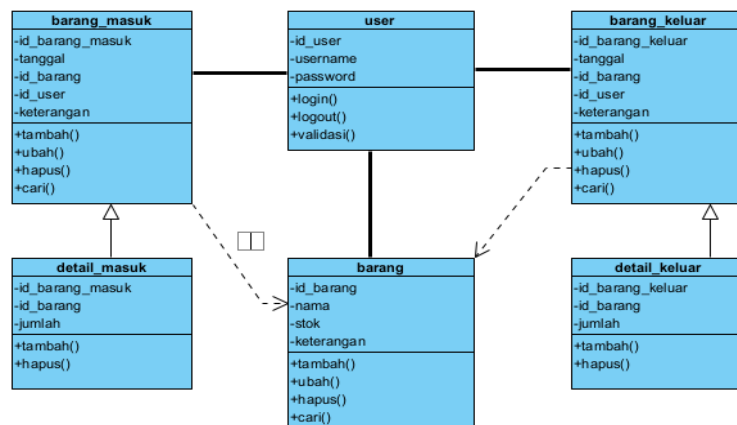 barang_masuk
-id_barang_masuk
-tanggal
-id_barang
-id_user
-keterangan
+tambah()
+ubah()
+hapus()
+cari()
user
-id_user
-username
-password
+login()
+logout()
+validasi()
barang_keluar
-id_barang_keluar
-tanggal
-id_barang
-id_user
-keterangan
+tambah()
+ubah()
+hapus()
+cari()
detail_masuk
-id_barang_masuk
-id_barang
-jumlah
+tambah()
+hapus()
barang
-id_barang
-nama
-stok
-keterangan
+tambah()
+ubah()
+hapus()
+cari()
detail_keluar
-id_barang_keluar
-id_barang
-jumlah
+tambah()
+hapus()